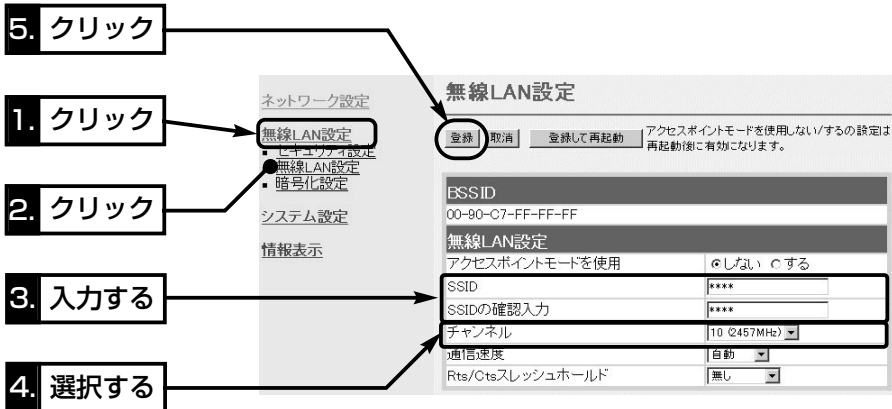 5. クリック
1. クリック
2. クリック
3. 入力する
4. 選択する
ネットワーク設定
無線LAN設定
セキュリティ設定
無線LAN設定
暗号化設定
システム設定
情報表示
無線LAN設定
登録 取消 登録して再起動 アクセスポイントモードを使用しない/するの設定は
再起動後に有効になります。
BSSID
00-90-C7-FF-FF-FF
無線LAN設定
アクセスポイントモードを使用 しない する
SSID ****
SSIDの確認入力 ****
チャンネル 10 (2457MHz)
通信速度 自動
Rts/Ctsスレッシュホールド 無し